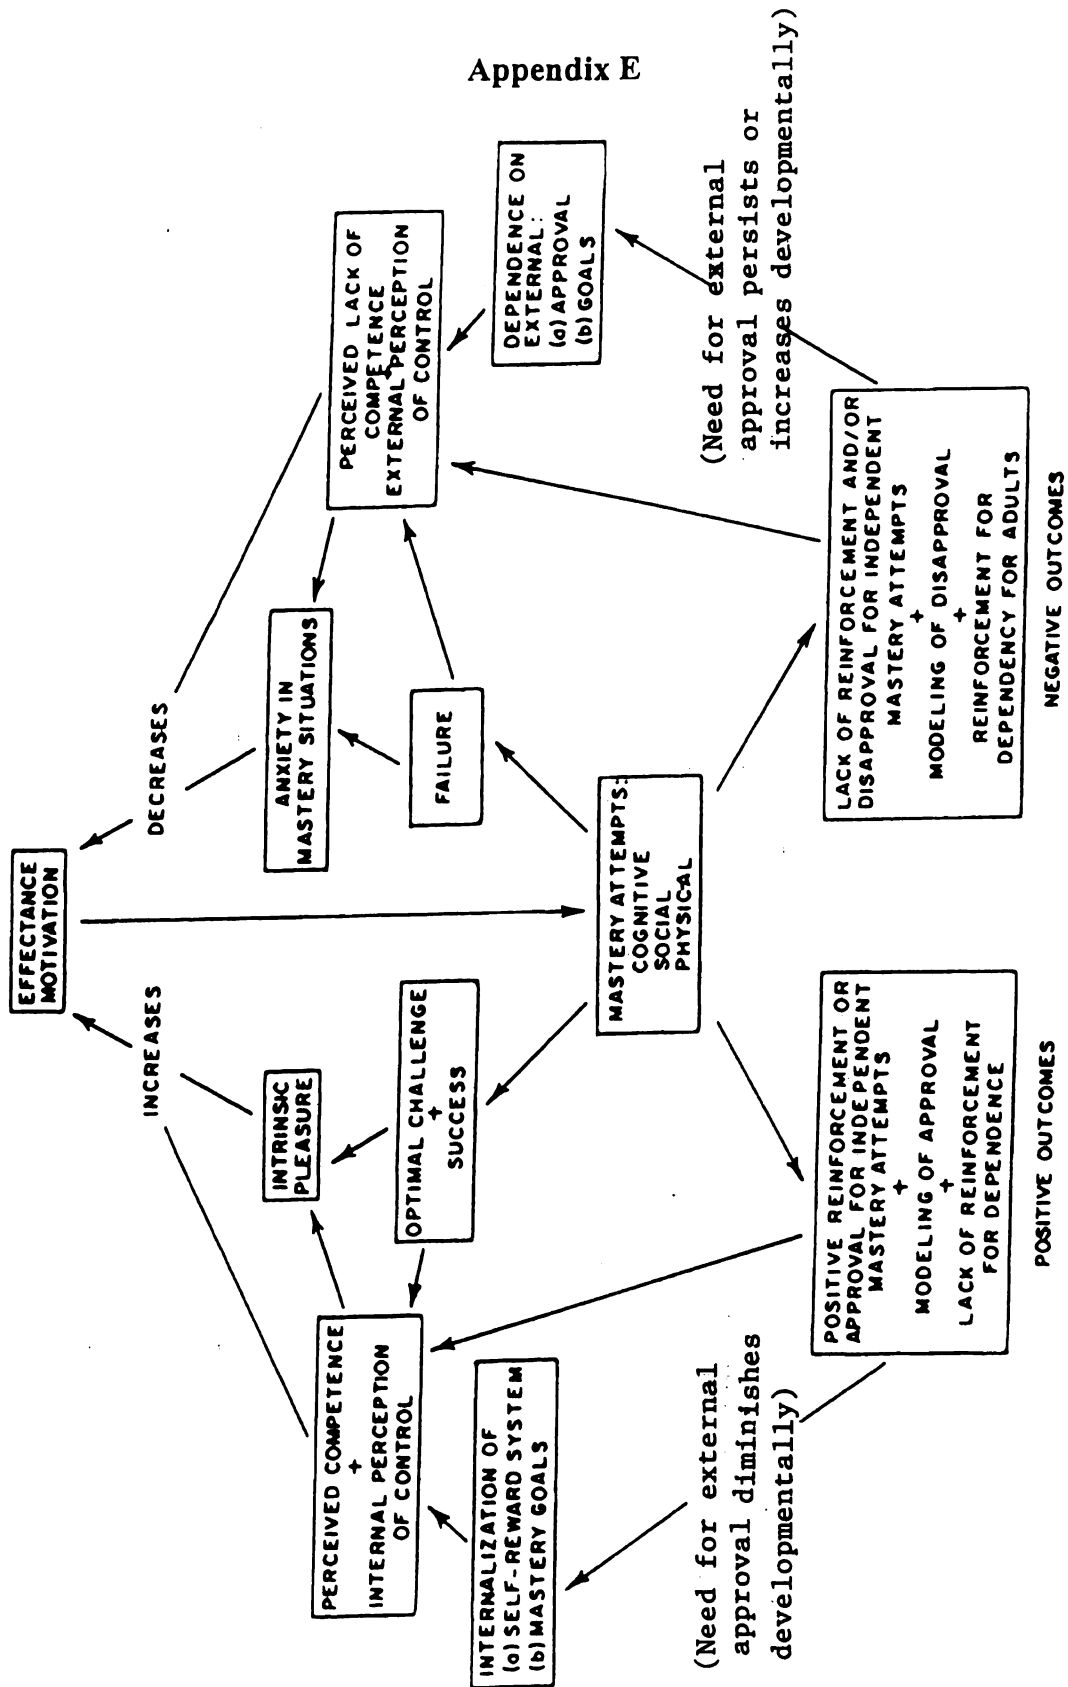 Appendix E
EFFECTANCE
MOTIVATION
INCREASES
DECREASES
INTRINSIC
PLEASURE
ANXIETY IN
MASTERY SITUATIONS
PERCEIVED COMPETENCE
+
INTERNAL PERCEPTION
OF CONTROL
OPTIMAL CHALLENGE
+
SUCCESS
FAILURE
PERCEIVED LACK OF
COMPETENCE
+
EXTERNAL PERCEPTION
OF CONTROL
INTERNALIZATION OF
(a) SELF-REWARD SYSTEM
(b) MASTERY GOALS
DEPENDENCE ON
EXTERNAL:
(a) APPROVAL
(b) GOALS
MASTERY ATTEMPTS:
COGNITIVE
SOCIAL
PHYSICAL
(Need for external
approval diminishes
developmentally)
(Need for external
approval persists or
increases developmentally)
POSITIVE REINFORCEMENT OR
APPROVAL FOR INDEPENDENT
MASTERY ATTEMPTS
+
MODELING OF APPROVAL
+
LACK OF REINFORCEMENT
FOR DEPENDENCE
LACK OF REINFORCEMENT AND/OR
DISAPPROVAL FOR INDEPENDENT
MASTERY ATTEMPTS
+
MODELING OF DISAPPROVAL
+
REINFORCEMENT FOR
DEPENDENCY FOR ADULTS
POSITIVE OUTCOMES
NEGATIVE OUTCOMES